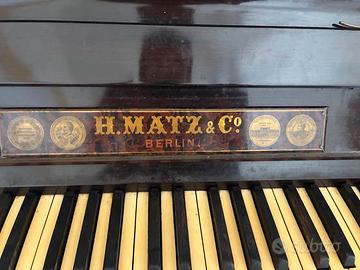 H. MATZ & Cº
BERLIN.